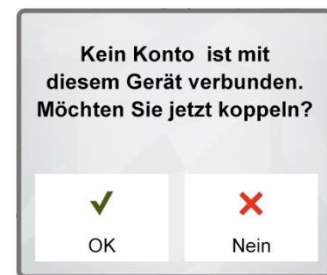 Kein Konto ist mit
diesem Gerät verbunden.
Möchten Sie jetzt koppeln?
OK
Nein